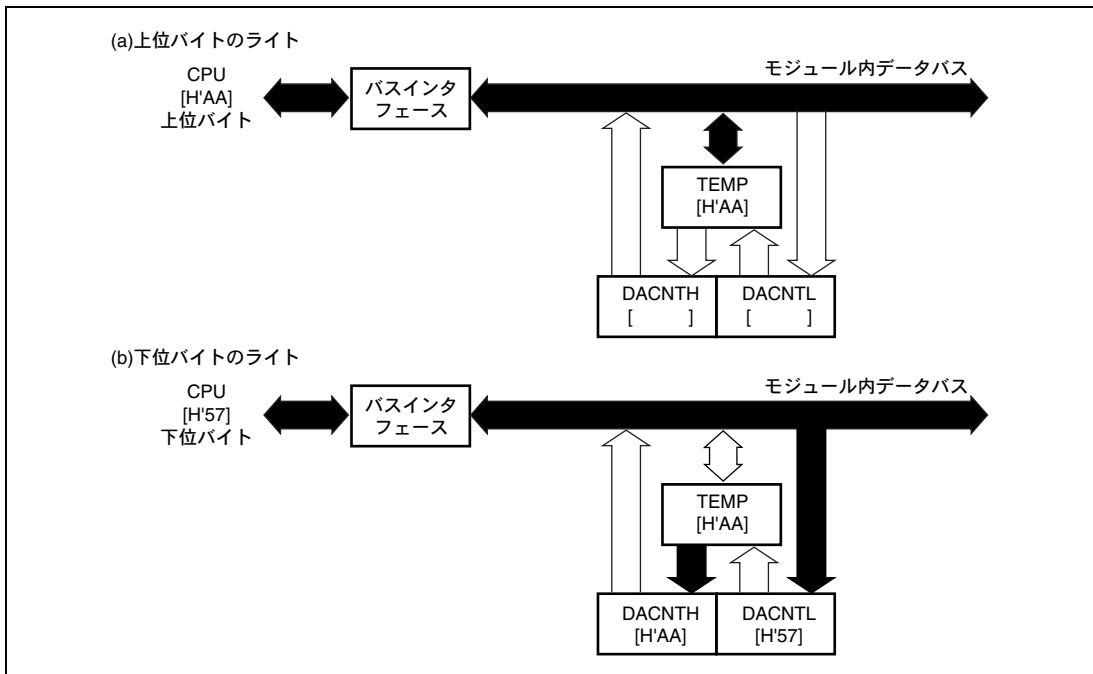 (a)上位バイトのライト
CPU
[H'AA]
上位バイト
バスインタ
フェース
モジュール内データバス
TEMP
[H'AA]
DACNTH
[ ]
DACNTL
[ ]
(b)下位バイトのライト
CPU
[H'57]
下位バイト
バスインタ
フェース
モジュール内データバス
TEMP
[H'AA]
DACNTH
[H'AA]
DACNTL
[H'57]